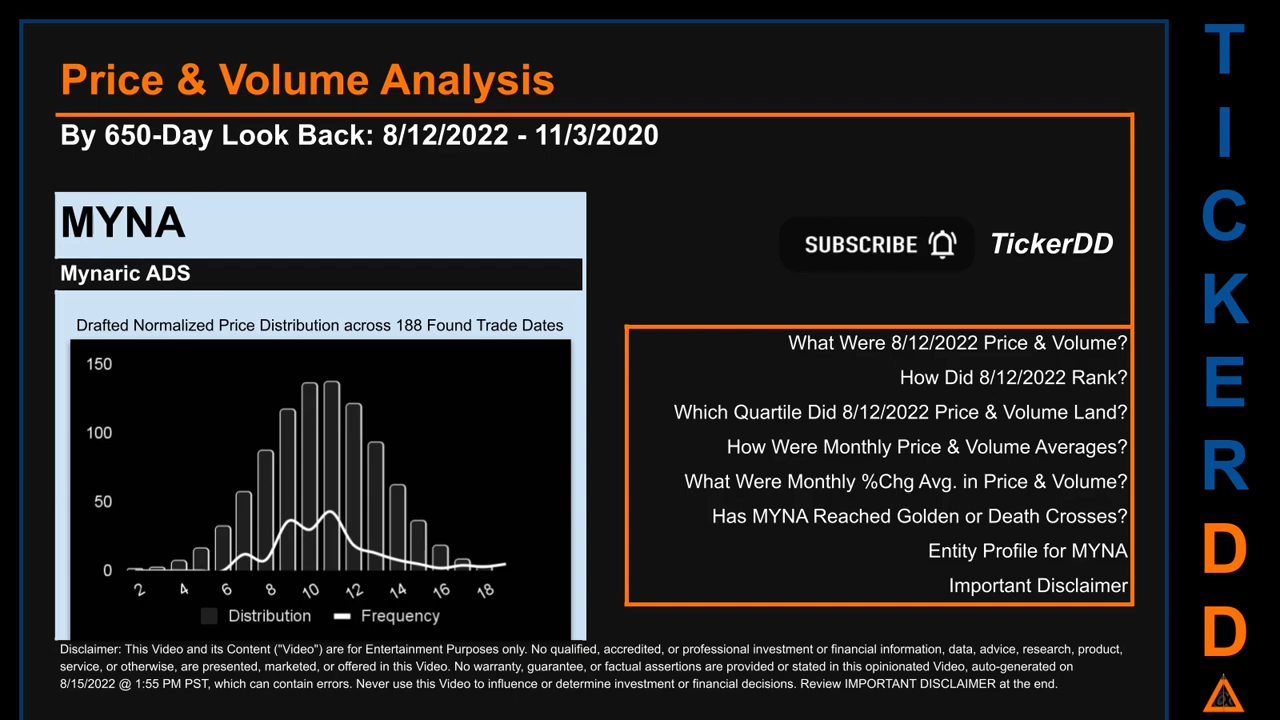 Price & Volume Analysis
By 650-Day Look Back: 8/12/2022 - 11/3/2020
MYNA
Mynaric ADS
Drafted Normalized Price Distribution across 188 Found Trade Dates
150
100
50
0
2 4 6 8 10 12 14 16 18
Distribution Frequency
SUBSCRIBE TickerDD
What Were 8/12/2022 Price & Volume?
How Did 8/12/2022 Rank?
Which Quartile Did 8/12/2022 Price & Volume Land?
How Were Monthly Price & Volume Averages?
What Were Monthly %Chg Avg. in Price & Volume?
Has MYNA Reached Golden or Death Crosses?
Entity Profile for MYNA
Important Disclaimer
Disclaimer: This Video and its Content ("Video") are for Entertainment Purposes only. No qualified, accredited, or professional investment or financial information, data, advice, research, product,
service, or otherwise, are presented, marketed, or offered in this Video. No warranty, guarantee, or factual assertions are provided or stated in this opinionated Video, auto-generated on
8/15/2022 @ 1:55 PM PST, which can contain errors. Never use this Video to influence or determine investment or financial decisions. Review IMPORTANT DISCLAIMER at the end.
T
I
C
K
E
R
D
D